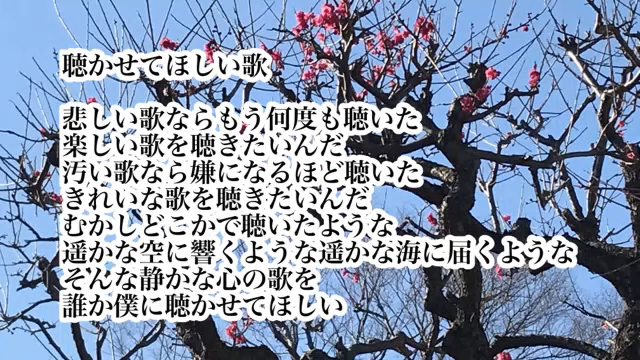 聴かせてほしい歌
悲しい歌ならもう何度も聴いた
楽しい歌を聴きたいんだ
汚い歌なら嫌になるほど聴いた
きれいな歌を聴きたいんだ
むかしどこかで聴いたような
遥かな空に響くような遥かな海に届くような
そんな静かな心の歌を
誰か僕に聴かせてほしい